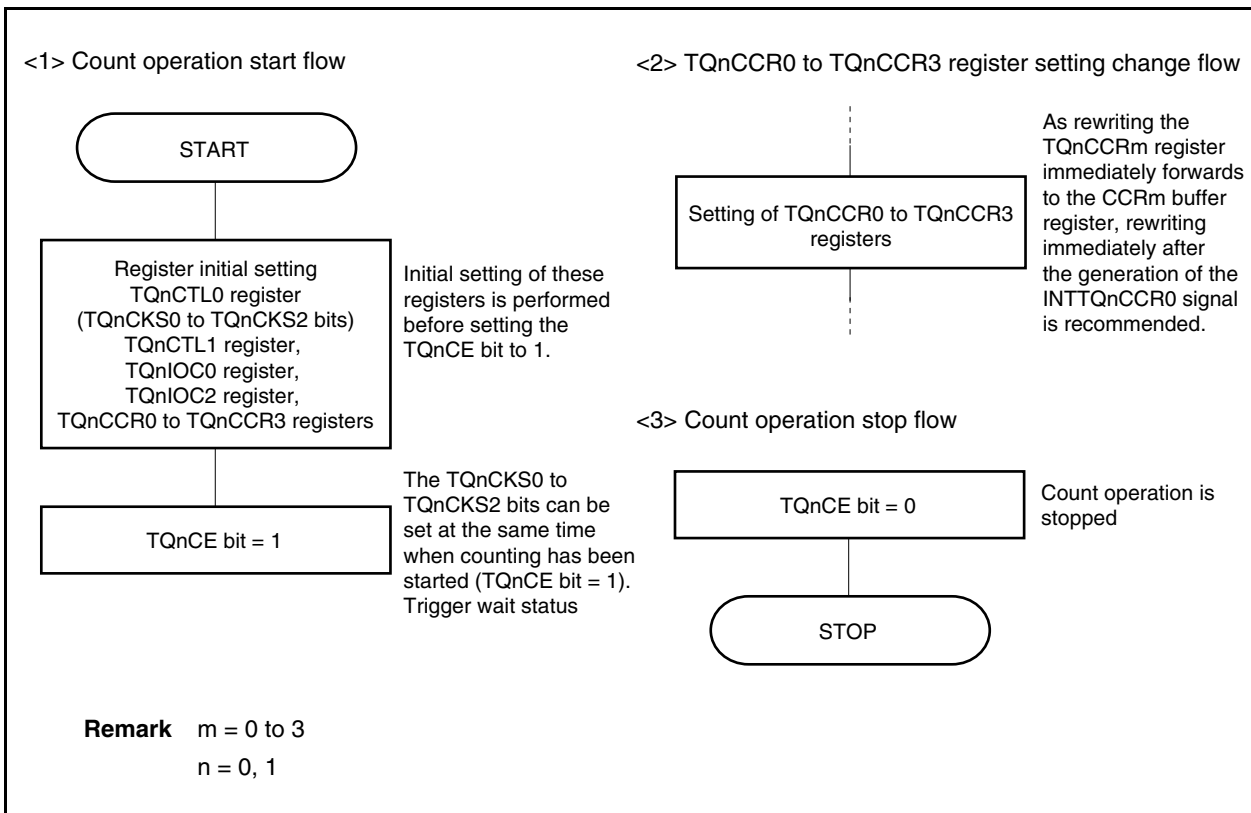 <1> Count operation start flow
START
Register initial setting
TQnCTL0 register
(TQnCKS0 to TQnCKS2 bits)
TQnCTL1 register,
TQnIOC0 register,
TQnIOC2 register,
TQnCCR0 to TQnCCR3 registers
Initial setting of these
registers is performed
before setting the
TQnCE bit to 1.
TQnCE bit = 1
The TQnCKS0 to
TQnCKS2 bits can be
set at the same time
when counting has been
started (TQnCE bit = 1).
Trigger wait status
<2> TQnCCR0 to TQnCCR3 register setting change flow
Setting of TQnCCR0 to TQnCCR3
registers
As rewriting the
TQnCCRm register
immediately forwards
to the CCRm buffer
register, rewriting
immediately after
the generation of the
INTTQnCCR0 signal
is recommended.
<3> Count operation stop flow
TQnCE bit = 0
Count operation is
stopped
STOP
Remark m = 0 to 3
n = 0, 1